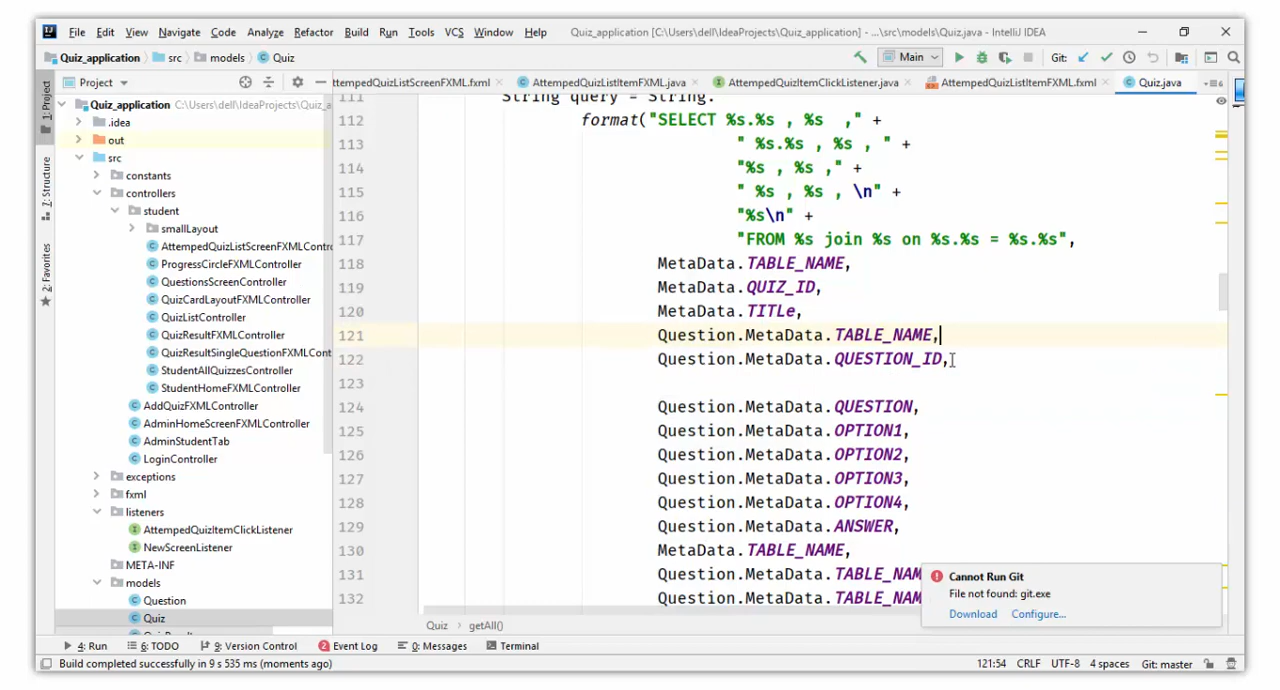 File Edit View Navigate Code Analyze Refactor Build Run Tools VCS Window Help Quiz_application [C:\Users\dell\IdeaProjects\Quiz_application] - ...\src\models\Quiz.java - IntelliJ IDEA
Quiz_application src models Quiz Main Git:
Project AttempedQuizListScreenFXML.fxml AttempedQuizListItemFXML.java AttempedQuizItemClickListener.java AttempedQuizListItemFXML.fxml Quiz.java
1: Project
7: Structure
2: Favorites
Quiz_application C:\Users\dell\IdeaProjects\Quiz_a
.idea
out
src
constants
controllers
student
smallLayout
AttempedQuizListScreenFXMLContro
ProgressCircleFXMLController
QuestionsScreenController
QuizCardLayoutFXMLController
QuizListController
QuizResultFXMLController
QuizResultSingleQuestionFXMLCont
StudentAllQuizzesController
StudentHomeFXMLController
AddQuizFXMLController
AdminHomeScreenFXMLController
AdminStudentTab
LoginController
exceptions
fxml
listeners
AttempedQuizItemClickListener
NewScreenListener
META-INF
models
Question
Quiz
111 String query = String.
112 format("SELECT %s.%s , %s ," +
113 " %s.%s , %s , " +
114 "%s , %s ," +
115 " %s , %s , \n" +
116 "%s\n" +
117 "FROM %s join %s on %s.%s = %s.%s",
118 MetaData.TABLE_NAME,
119 MetaData.QUIZ_ID,
120 MetaData.TITLe,
121 Question.MetaData.TABLE_NAME,
122 Question.MetaData.QUESTION_ID,
123
124 Question.MetaData.QUESTION,
125 Question.MetaData.OPTION1,
126 Question.MetaData.OPTION2,
127 Question.MetaData.OPTION3,
128 Question.MetaData.OPTION4,
129 Question.MetaData.ANSWER,
130 MetaData.TABLE_NAME,
131 Question.MetaData.TABLE_NAM
132 Question.MetaData.TABLE_NAM
Cannot Run Git
File not found: git.exe
Download Configure...
Quiz getAll()
4: Run 6: TODO 9: Version Control 2 Event Log 0: Messages Terminal
Build completed successfully in 9 s 535 ms (moments ago) 121:54 CRLF UTF-8 4 spaces Git: master